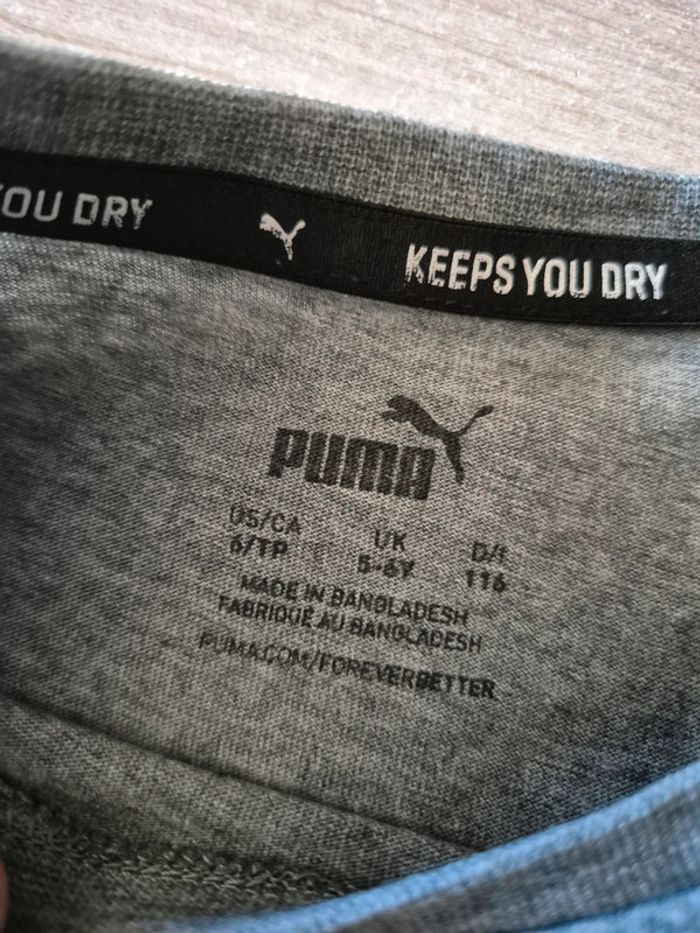 OU DRY
KEEPS YOU DRY
PUMA
US/CA UK D/I
6/TP 5-6Y 116
MADE IN BANGLADESH
FABRIQUÉ AU BANGLADESH
PUMA.COM/FOREVERBETTER